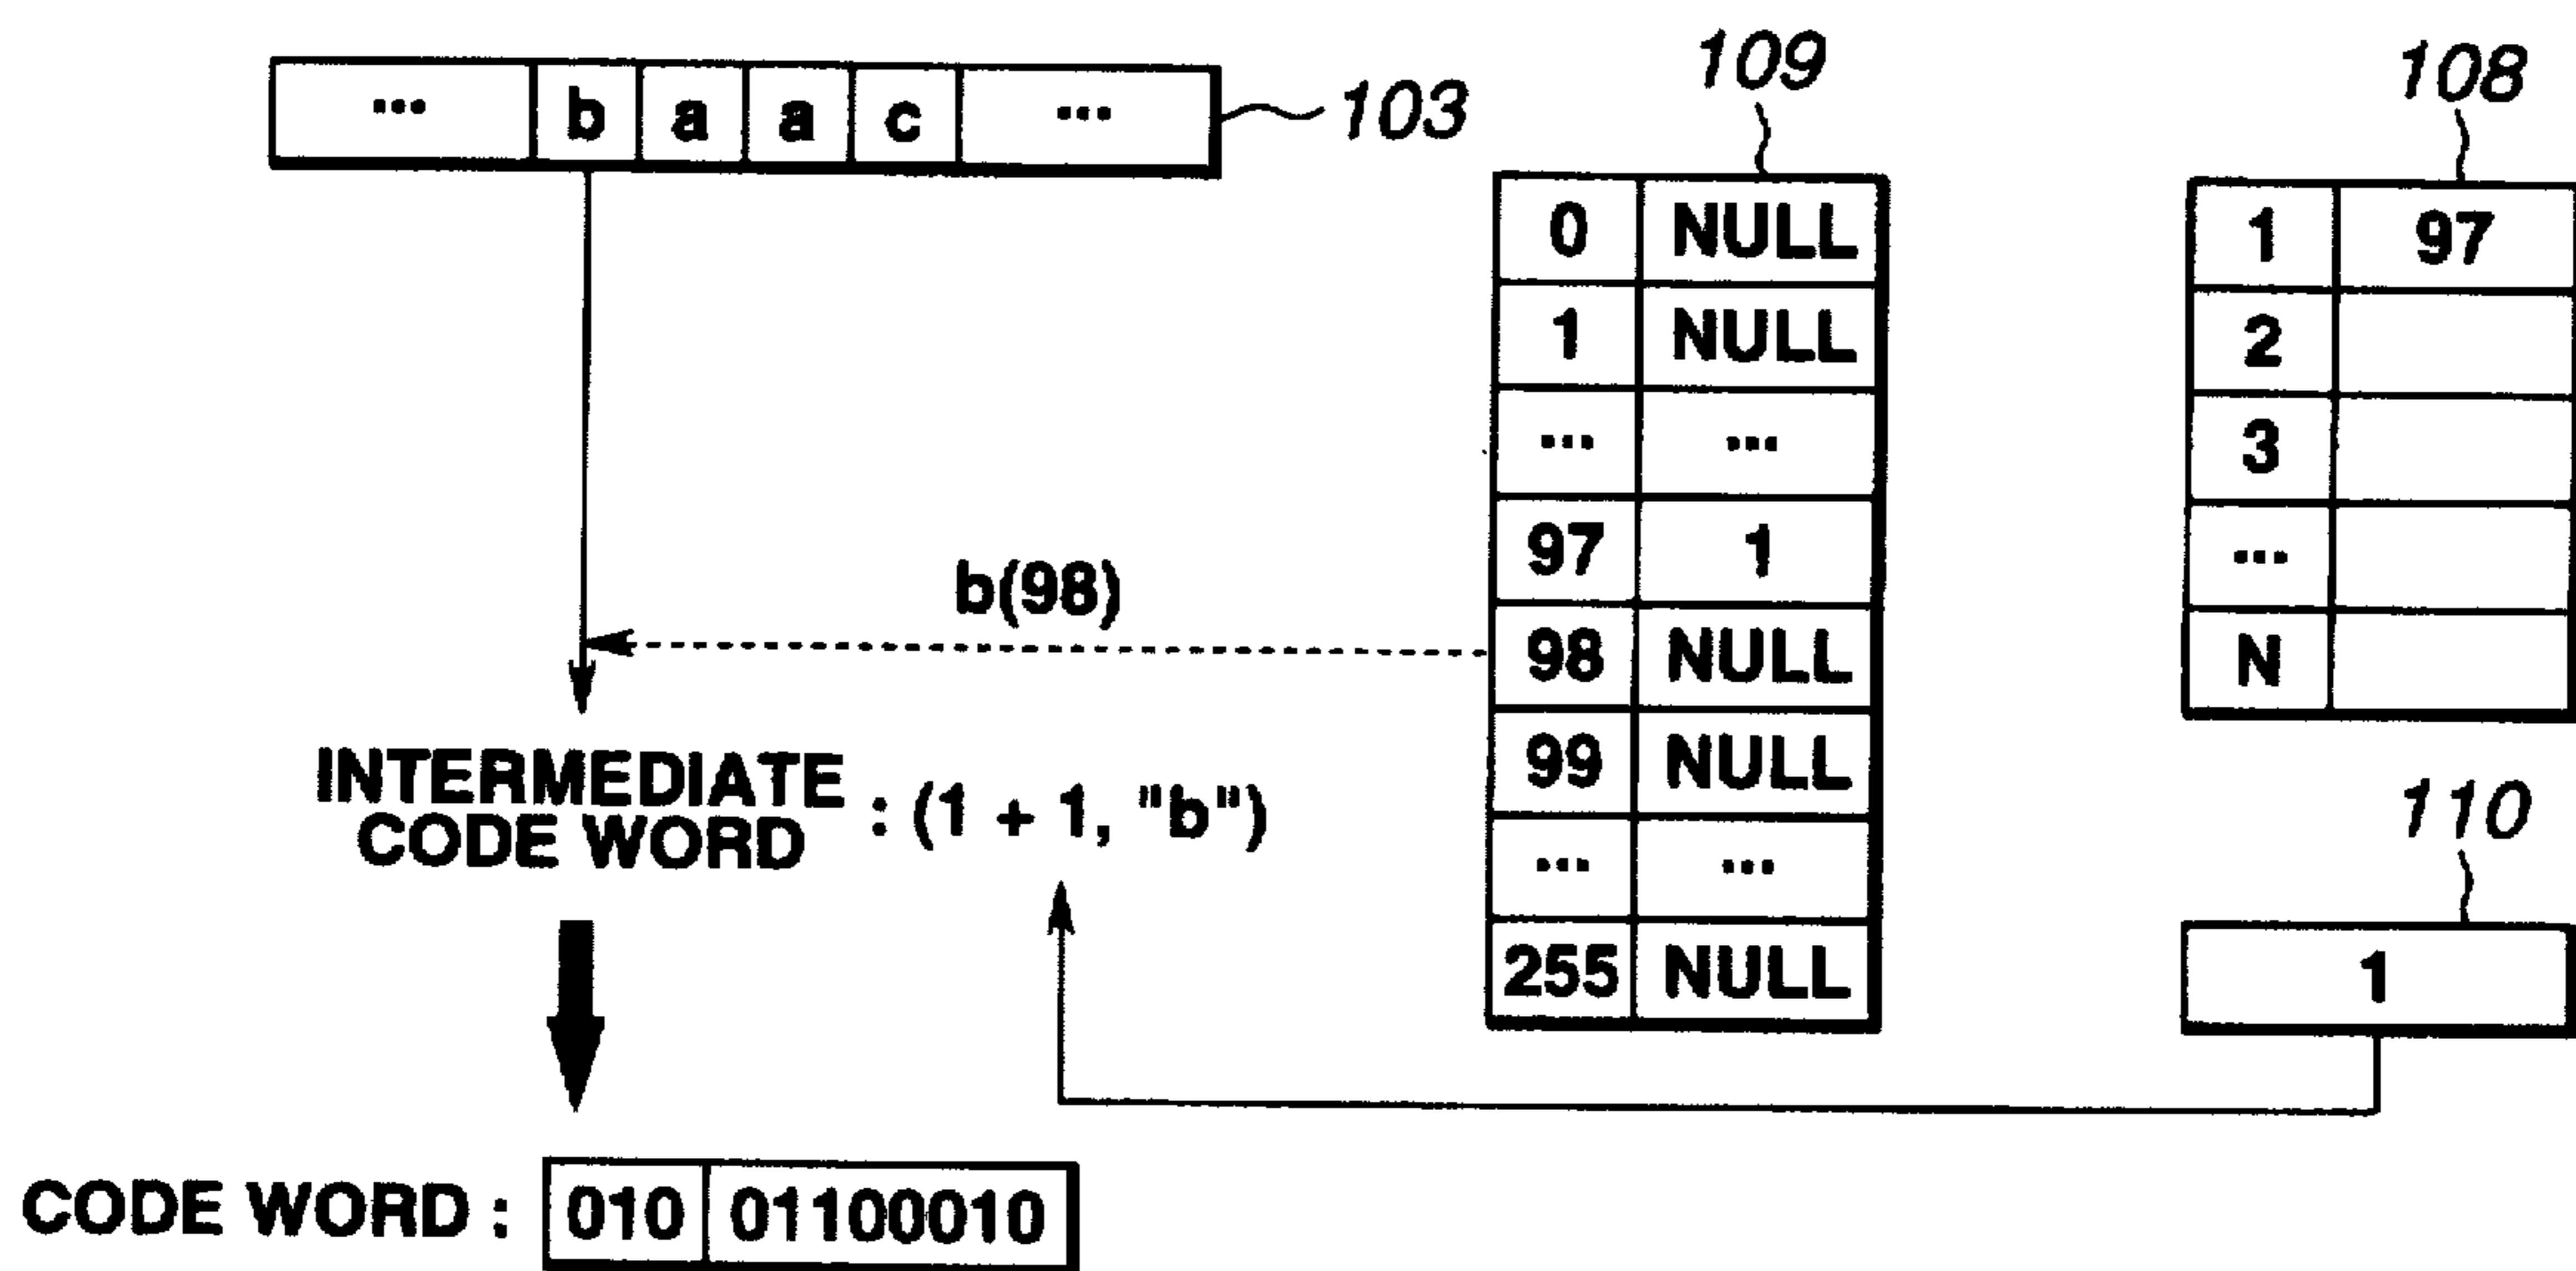 ... b a a c ... 103
109
0 NULL
1 NULL
... ...
97 1
98 NULL
99 NULL
... ...
255 NULL
108
1 97
2
3
...
N
110
1
b(98)
INTERMEDIATE
CODE WORD : (1 + 1, "b")
CODE WORD : 010 01100010